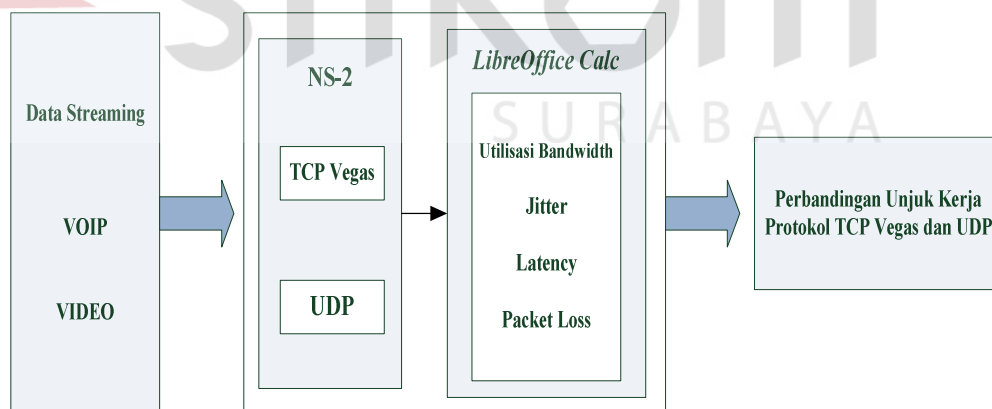 SURABAYA
Data Streaming
VOIP
VIDEO
NS-2
TCP Vegas
UDP
LibreOffice Calc
Utilisasi Bandwidth
Jitter
Latency
Packet Loss
Perbandingan Unjuk Kerja
Protokol TCP Vegas dan UDP